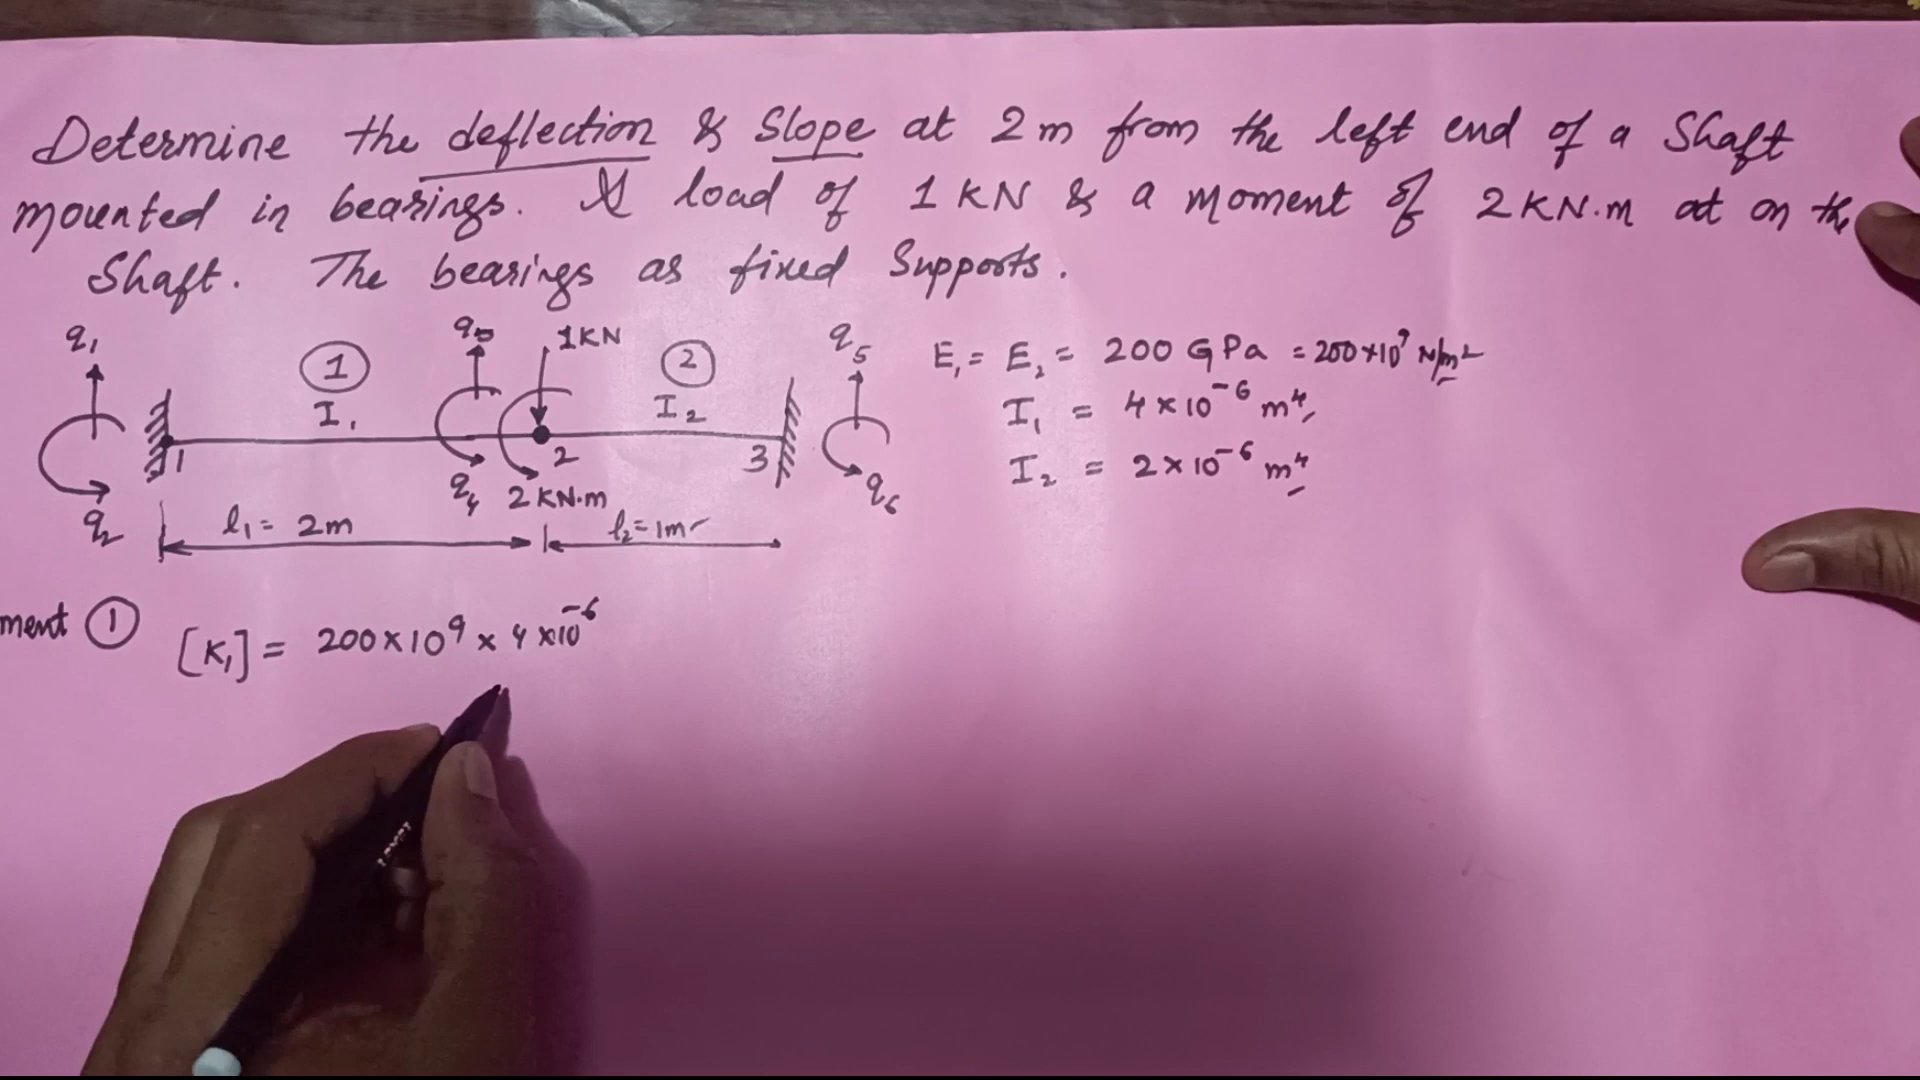 Determine the deflection & Slope at 2 m from the left end of a Shaft
mounted in bearings. A load of 1 KN & a Moment of 2 KN.m at on the
Shaft. The bearings as fixed Supports.
q1 q3 1KN q5
1 2
I1 I2
1 2 3
q2 q4 2 KN.m q6
l1 = 2m l2 = 1m
E1 = E2 = 200 GPa = 200×10⁹ N/m²
I1 = 4×10⁻⁶ m⁴
I2 = 2×10⁻⁶ m⁴
ment 1 [K1] = 200×10⁹ × 4×10⁻⁶